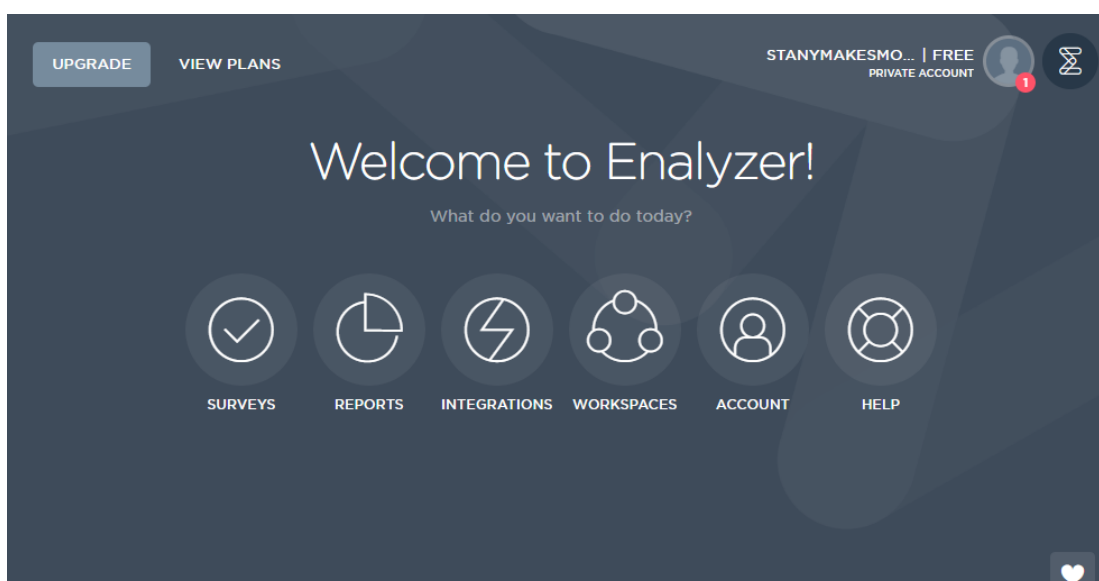 UPGRADE
VIEW PLANS
STANYMAKESMO... | FREE
PRIVATE ACCOUNT
1
Welcome to Enalyzer!
What do you want to do today?
SURVEYS
REPORTS
INTEGRATIONS
WORKSPACES
ACCOUNT
HELP